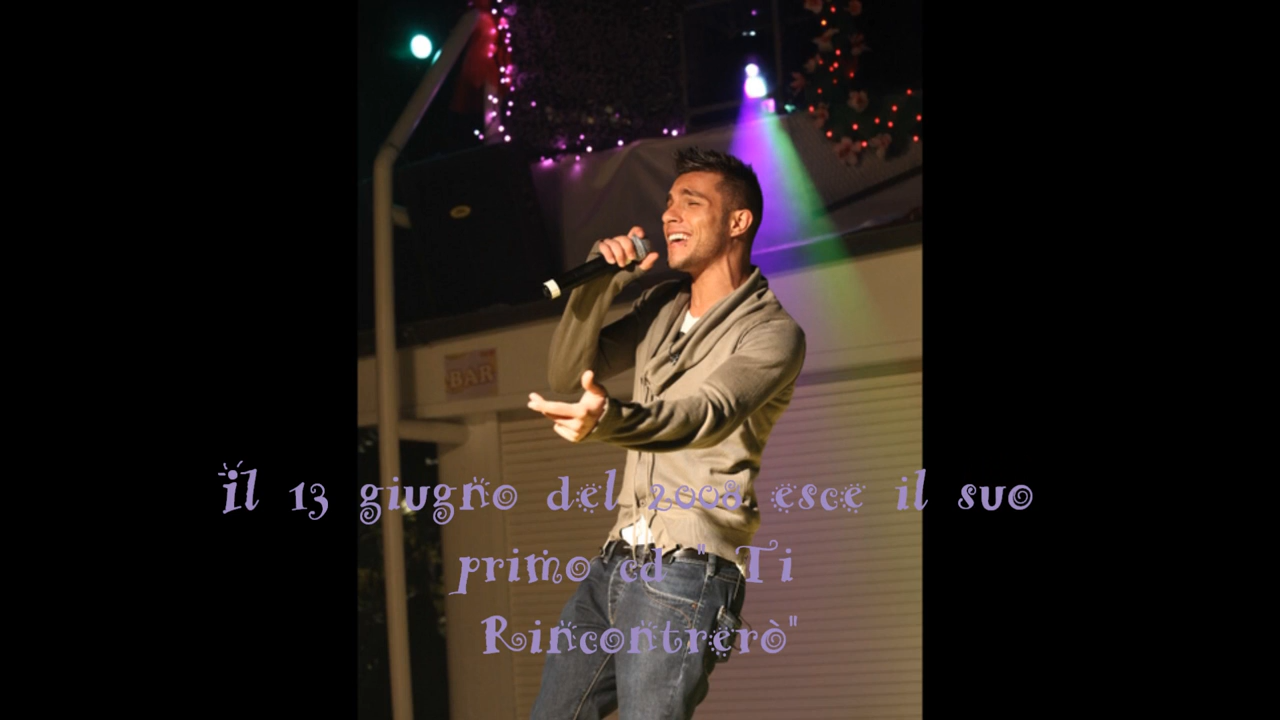 BAR
Il 13 giugno del 2008 esce il suo
primo cd " Ti
Rincontrerò"